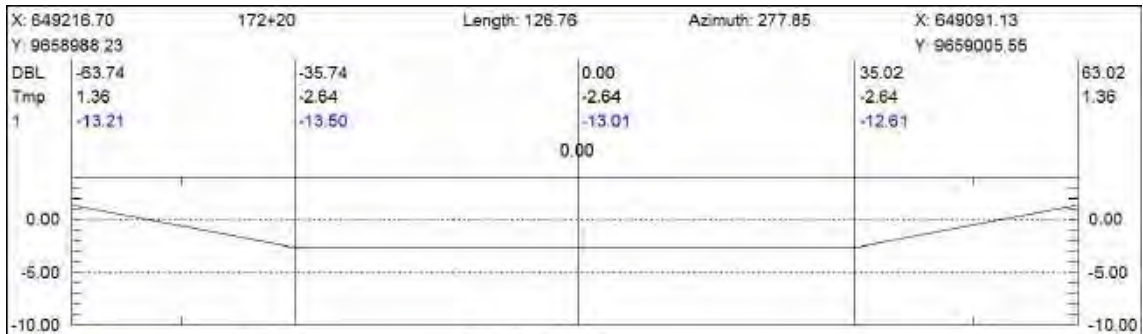 X: 649216.70 172+20 Length: 126.76 Azimuth: 277.85 X: 649091.13
Y: 9658988.23 Y: 9659005.55
DBL -63.74 -35.74 0.00 35.02 63.02
Tmp 1.36 -2.64 -2.64 -2.64 1.36
1 -13.21 -13.50 -13.01 -12.61
0.00
0.00 0.00
-5.00 -5.00
-10.00 -10.00